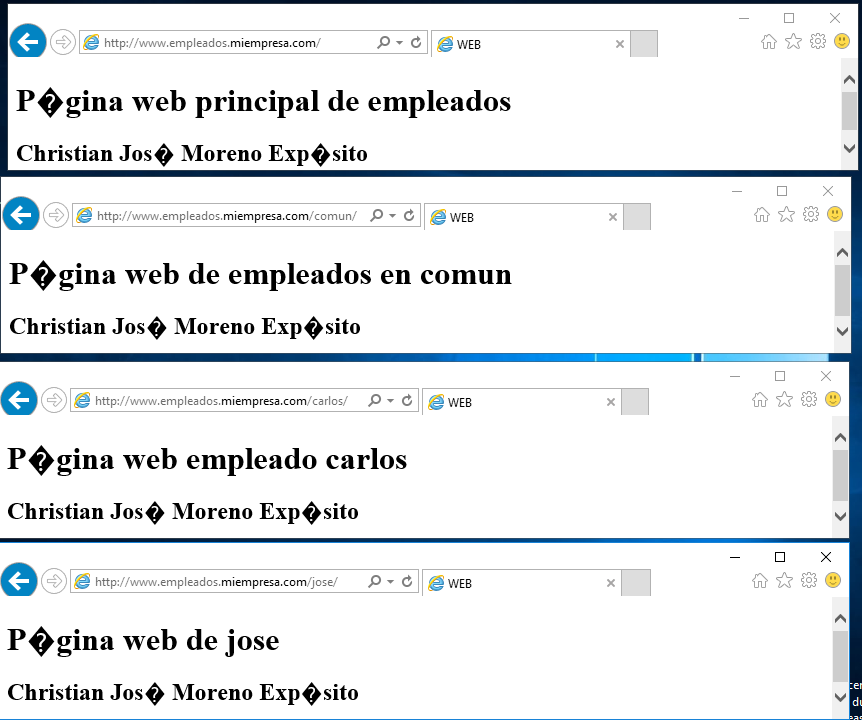 http://www.empleados.miempresa.com/
WEB
P�gina web principal de empleados
Christian Jos� Moreno Exp�sito
http://www.empleados.miempresa.com/comun/
WEB
P�gina web de empleados en comun
Christian Jos� Moreno Exp�sito
http://www.empleados.miempresa.com/carlos/
WEB
P�gina web empleado carlos
Christian Jos� Moreno Exp�sito
http://www.empleados.miempresa.com/jose/
WEB
P�gina web de jose
Christian Jos� Moreno Exp�sito